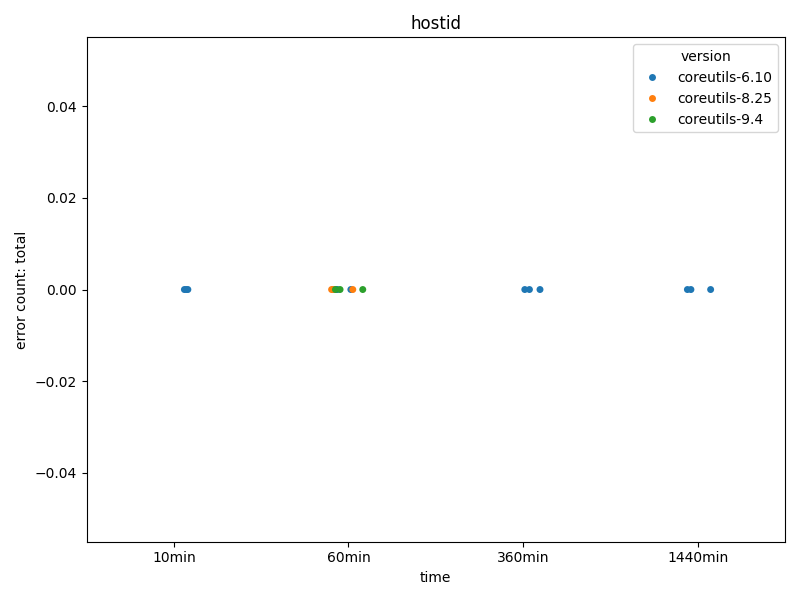 hostid
version
coreutils-6.10
coreutils-8.25
coreutils-9.4
error count: total
0.04
0.02
0.00
−0.02
−0.04
10min
60min
360min
1440min
time